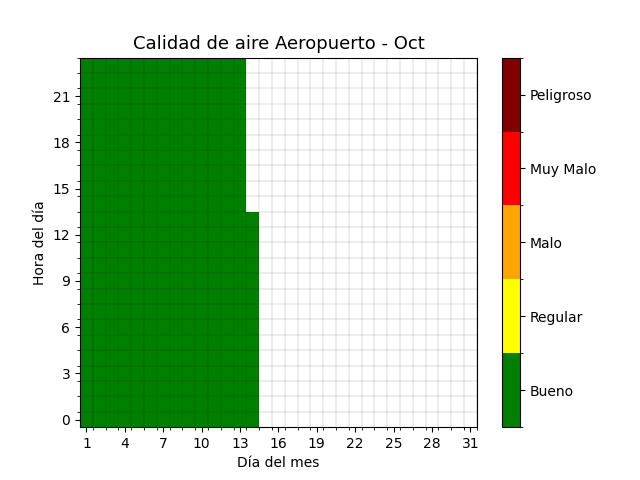 Calidad de aire Aeropuerto - Oct
Peligroso
Muy Malo
Malo
Regular
Bueno
Hora del día
21
18
15
12
9
6
3
0
1 4 7 10 13 16 19 22 25 28 31
Día del mes